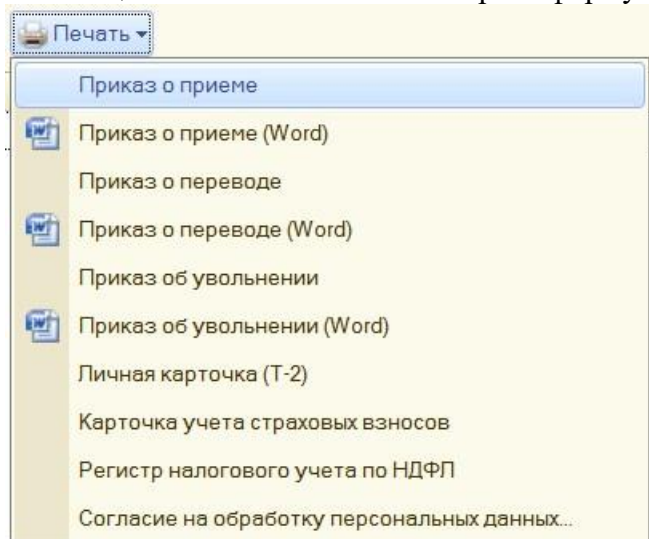 Печать
Приказ о приеме
Приказ о приеме (Word)
Приказ о переводе
Приказ о переводе (Word)
Приказ об увольнении
Приказ об увольнении (Word)
Личная карточка (Т-2)
Карточка учета страховых взносов
Регистр налогового учета по НДФЛ
Согласие на обработку персональных данных...